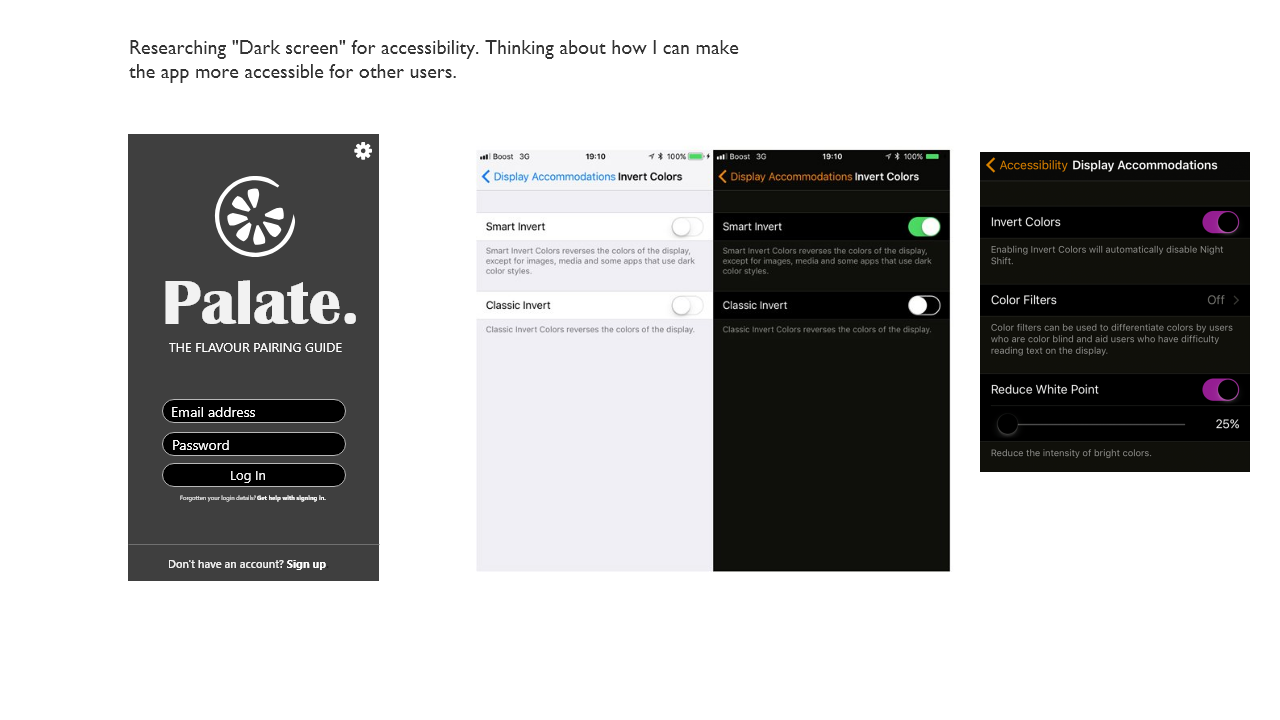 Researching "Dark screen" for accessibility. Thinking about how I can make
the app more accessible for other users.
Palate.
THE FLAVOUR PAIRING GUIDE
Email address
Password
Log In
Forgotten your login details? Get help with signing in.
Don't have an account? Sign up
Boost 3G 19:10 100%
Display Accommodations Invert Colors
Smart Invert
Smart Invert Colors reverses the colors of the display,
except for images, media and some apps that use dark
color styles.
Classic Invert
Classic Invert Colors reverses the colors of the display.
Boost 3G 19:10 100%
Display Accommodations Invert Colors
Smart Invert
Smart Invert Colors reverses the colors of the display,
except for images, media and some apps that use dark
color styles.
Classic Invert
Classic Invert Colors reverses the colors of the display.
Accessibility Display Accommodations
Invert Colors
Enabling Invert Colors will automatically disable Night
Shift.
Color Filters Off
Color filters can be used to differentiate colors by users
who are color blind and aid users who have difficulty
reading text on the display.
Reduce White Point
25%
Reduce the intensity of bright colors.